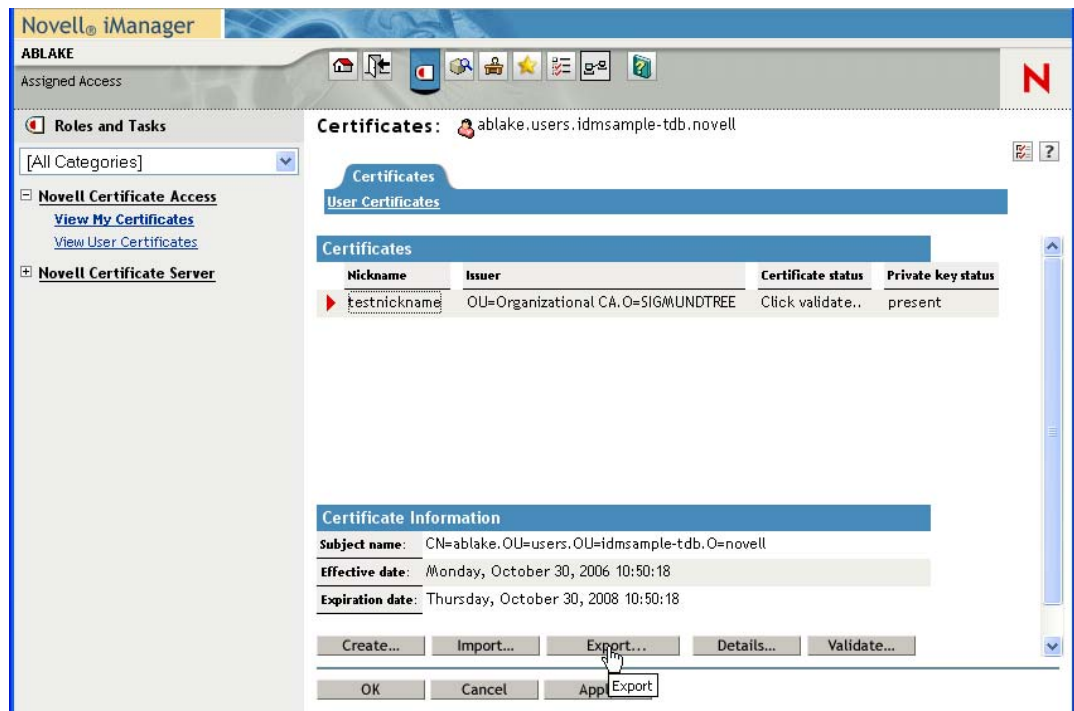 Novell® iManager
ABLAKE
Assigned Access
N
Roles and Tasks
[All Categories]
Novell Certificate Access
View My Certificates
View User Certificates
Novell Certificate Server
Certificates: ablake.users.idmsample-tdb.novell
?
Certificates
User Certificates
Certificates
Nickname Issuer Certificate status Private key status
testnickname OU=Organizational CA.O=SIGMUNDTREE Click validate.. present
Certificate Information
Subject name: CN=ablake.OU=users.OU=idmsample-tdb.O=novell
Effective date: Monday, October 30, 2006 10:50:18
Expiration date: Thursday, October 30, 2008 10:50:18
Create... Import... Export... Details... Validate...
OK Cancel Appl
Export